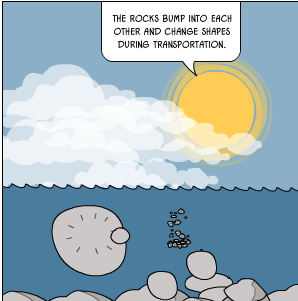 THE ROCKS BUMP INTO EACH
OTHER AND CHANGE SHAPES
DURING TRANSPORTATION.